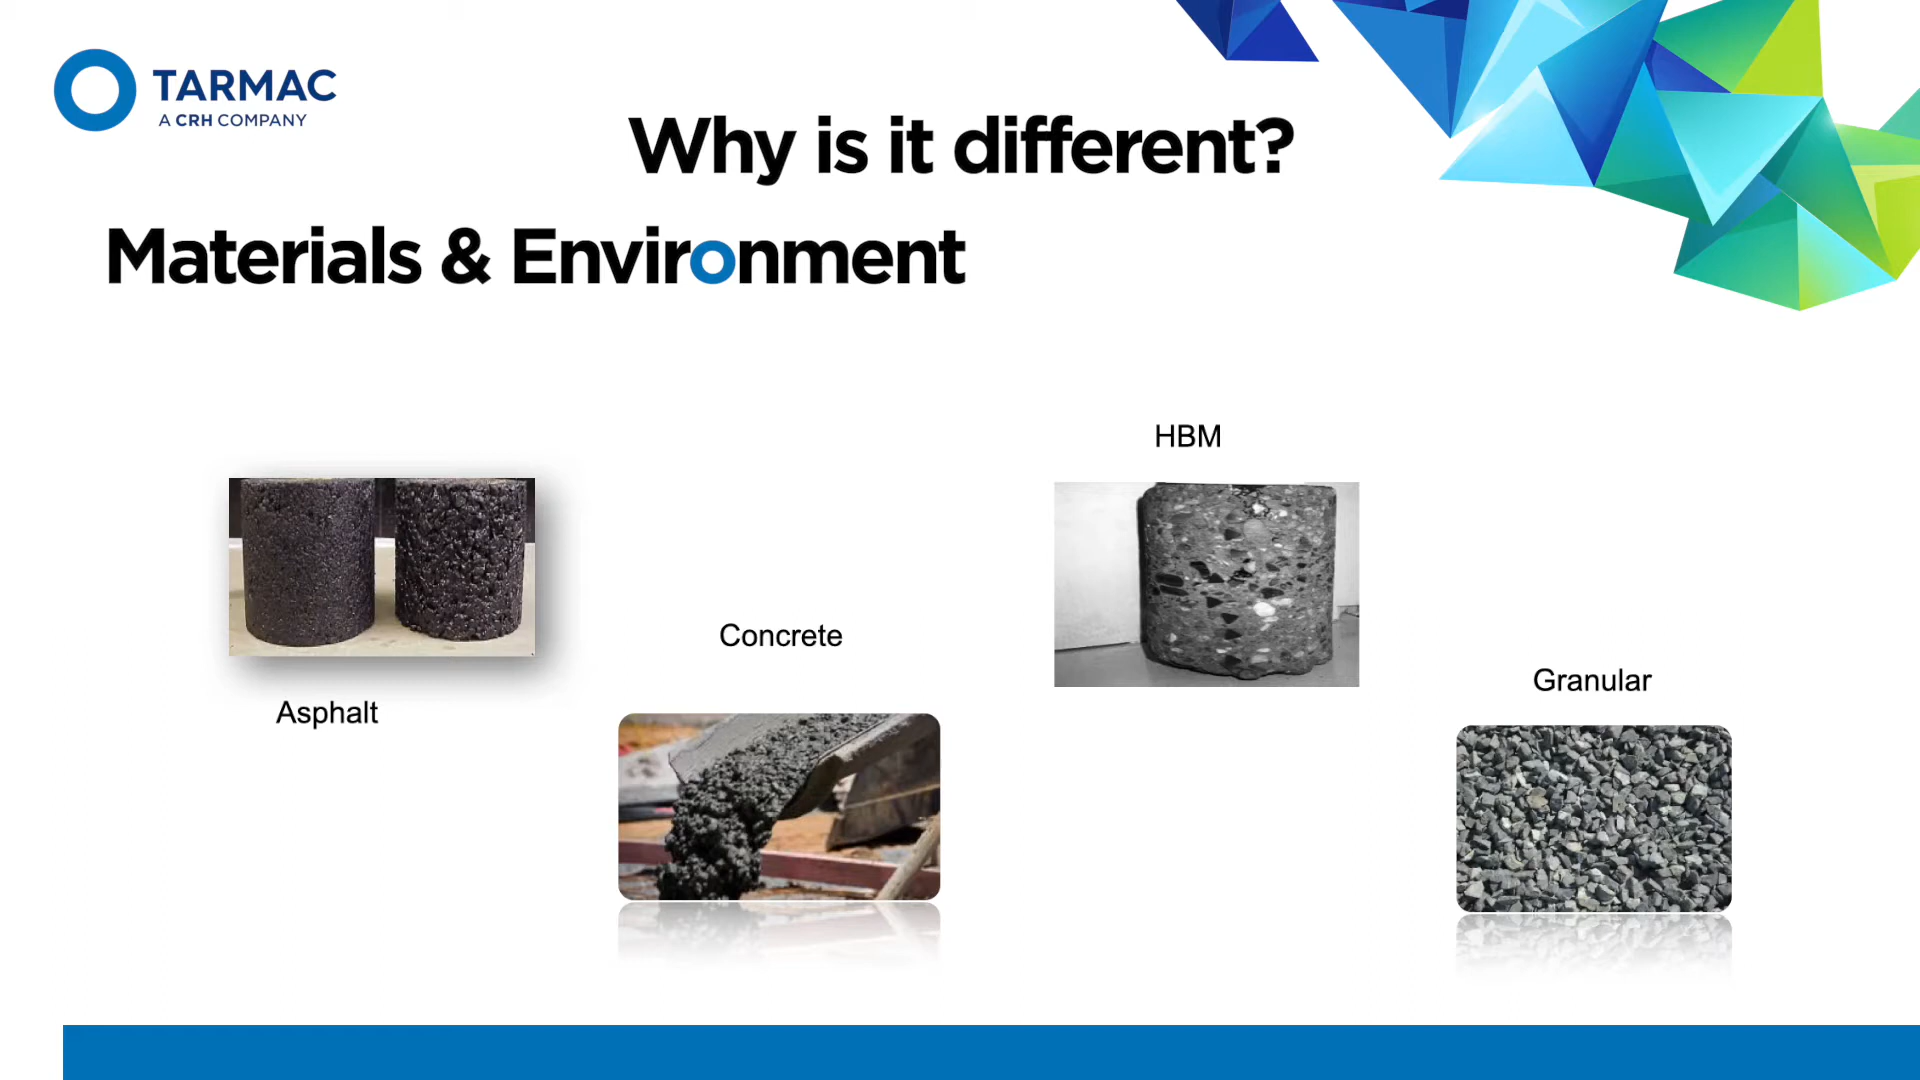 TARMAC
A CRH COMPANY
Why is it different?
Materials & Environment
HBM
Concrete
Granular
Asphalt